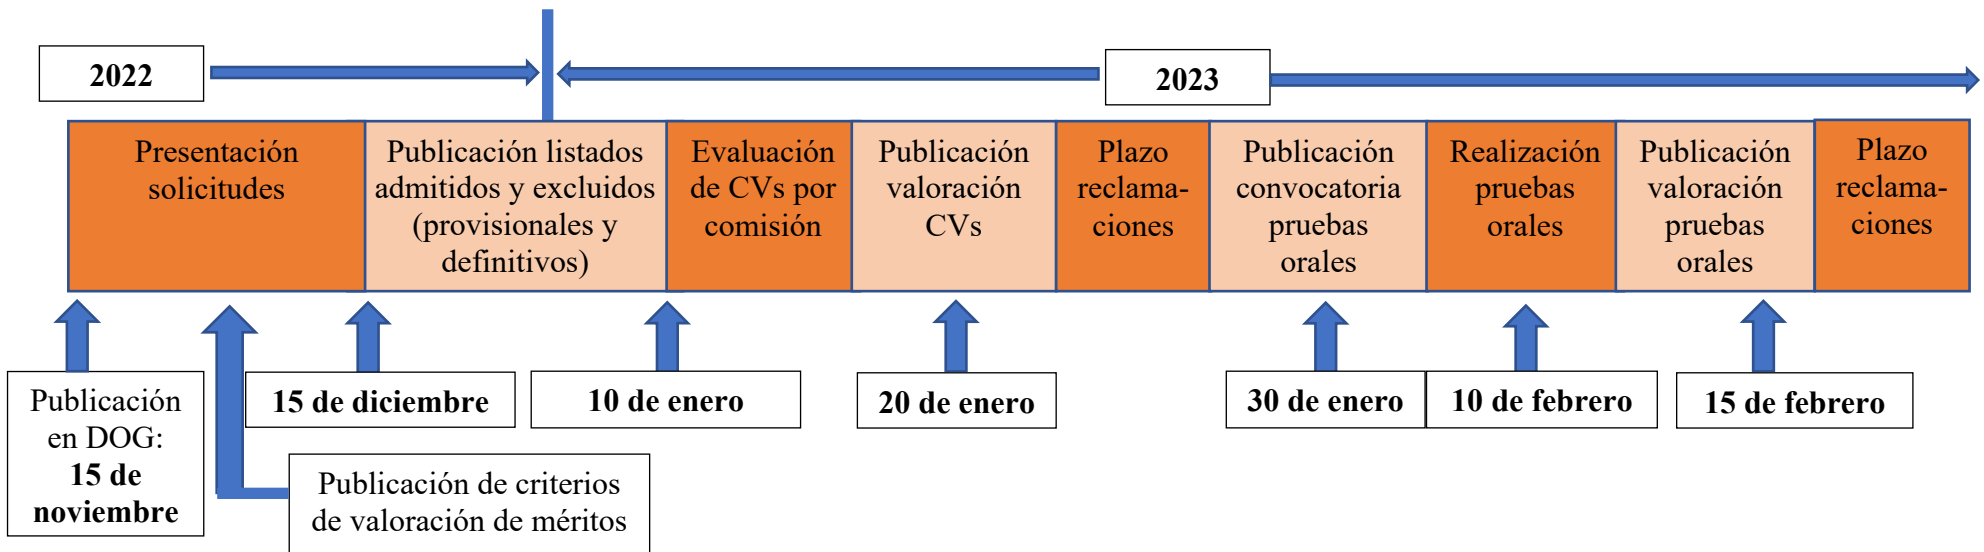 2022
2023
Presentación
solicitudes
Publicación listados
admitidos y excluidos
(provisionales y
definitivos)
Evaluación
de CVs por
comisión
Publicación
valoración
CVs
Plazo
reclama-
ciones
Publicación
convocatoria
pruebas
orales
Realización
pruebas
orales
Publicación
valoración
pruebas
orales
Plazo
reclama-
ciones
Publicación
en DOG:
15 de
noviembre
15 de diciembre
10 de enero
20 de enero
30 de enero
10 de febrero
15 de febrero
Publicación de criterios
de valoración de méritos